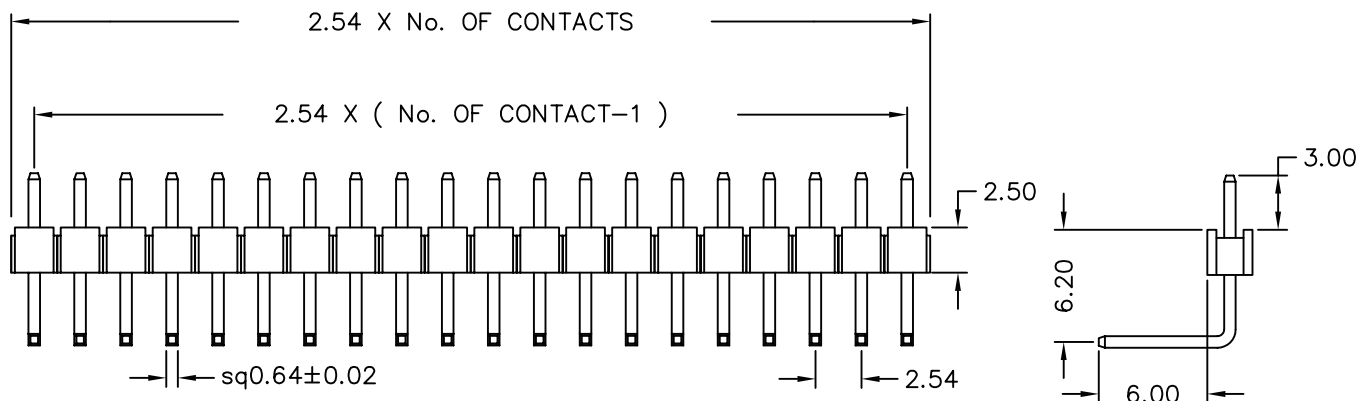 2.54 X No. OF CONTACTS
2.54 X ( No. OF CONTACT-1 )
3.00
2.50
6.20
sq0.64±0.02
2.54
6.00